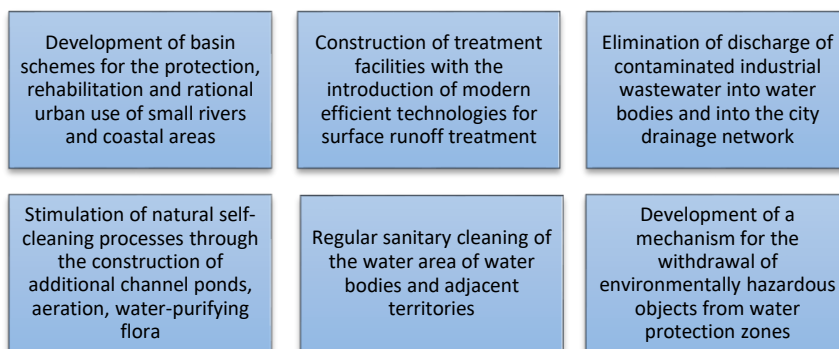 Development of basin
schemes for the protection,
rehabilitation and rational
urban use of small rivers
and coastal areas
Construction of treatment
facilities with the
introduction of modern
efficient technologies for
surface runoff treatment
Elimination of discharge of
contaminated industrial
wastewater into water
bodies and into the city
drainage network
Stimulation of natural self-
cleaning processes through
the construction of
additional channel ponds,
aeration, water-purifying
flora
Regular sanitary cleaning of
the water area of water
bodies and adjacent
territories
Development of a
mechanism for the
withdrawal of
environmentally hazardous
objects from water
protection zones